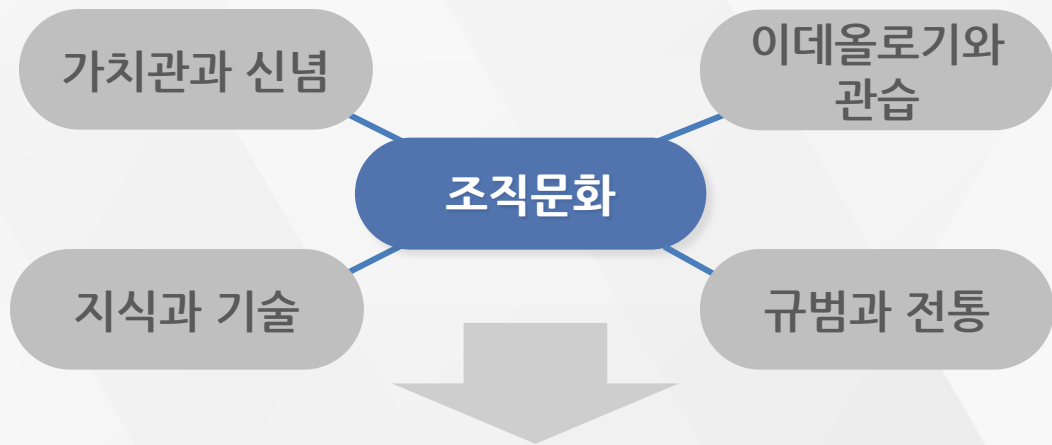 가치관과 신념
이데올로기와
관습
조직문화
지식과 기술
규범과 전통